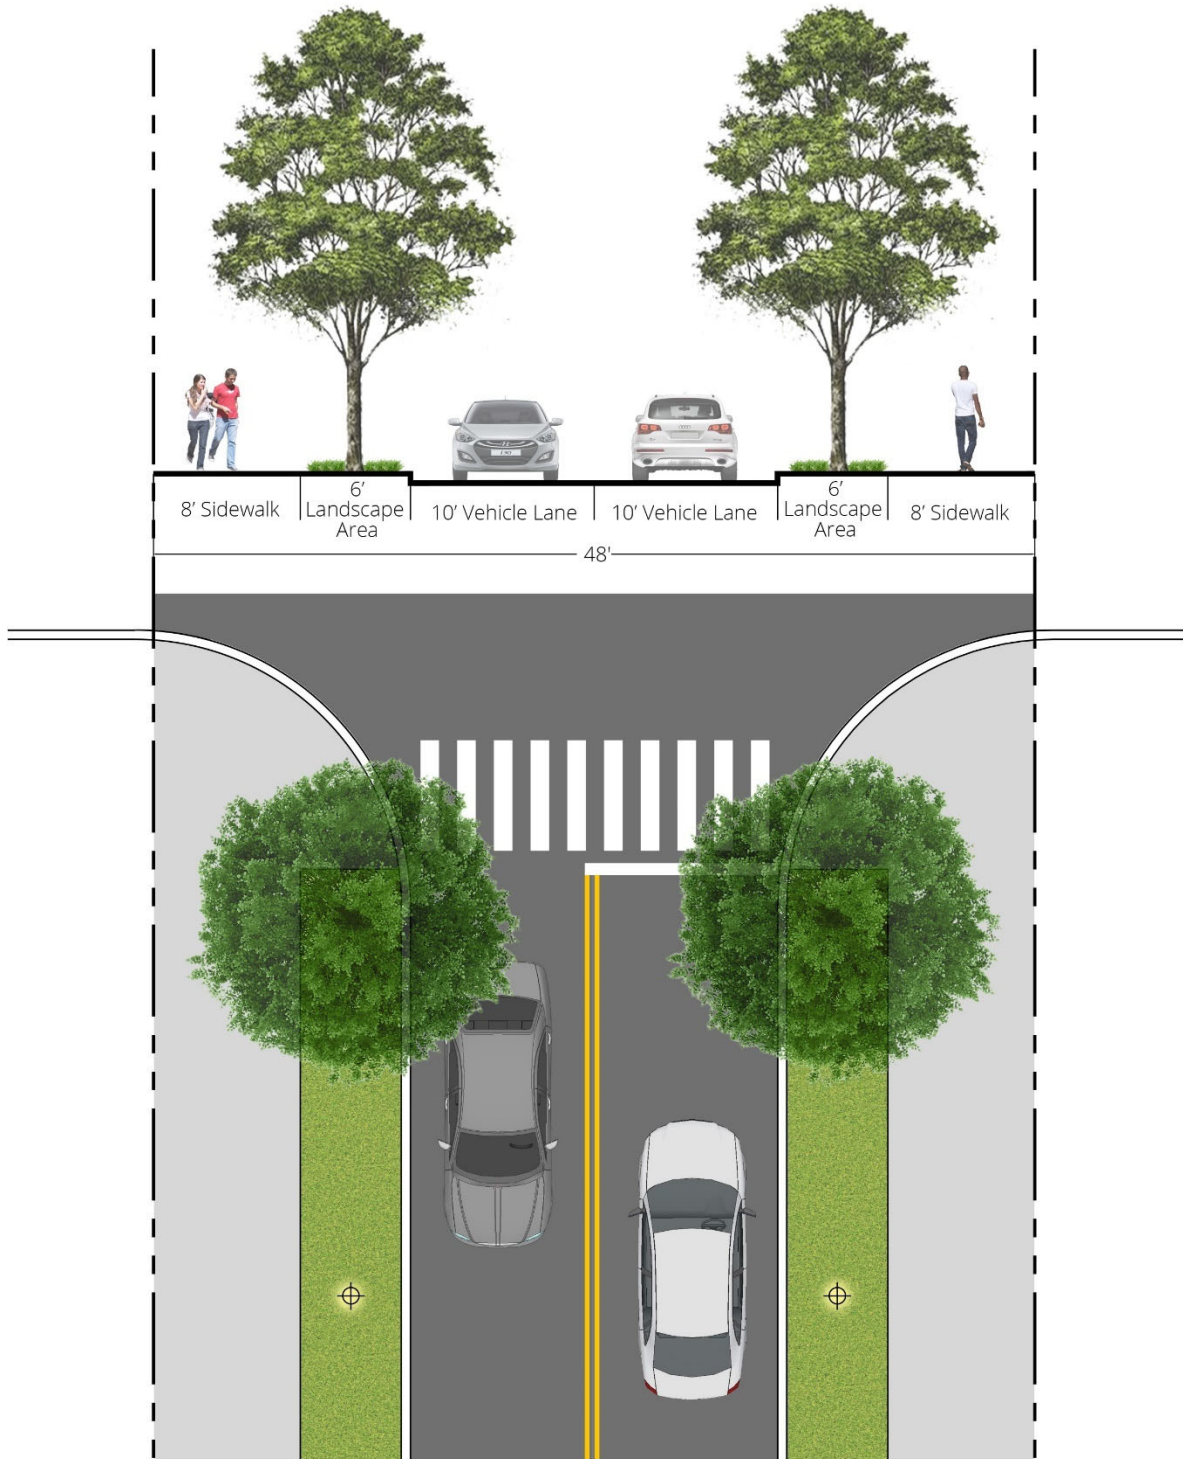 8’ Sidewalk
6’
Landscape
Area
10’ Vehicle Lane
10’ Vehicle Lane
6’
Landscape
Area
8’ Sidewalk
48'